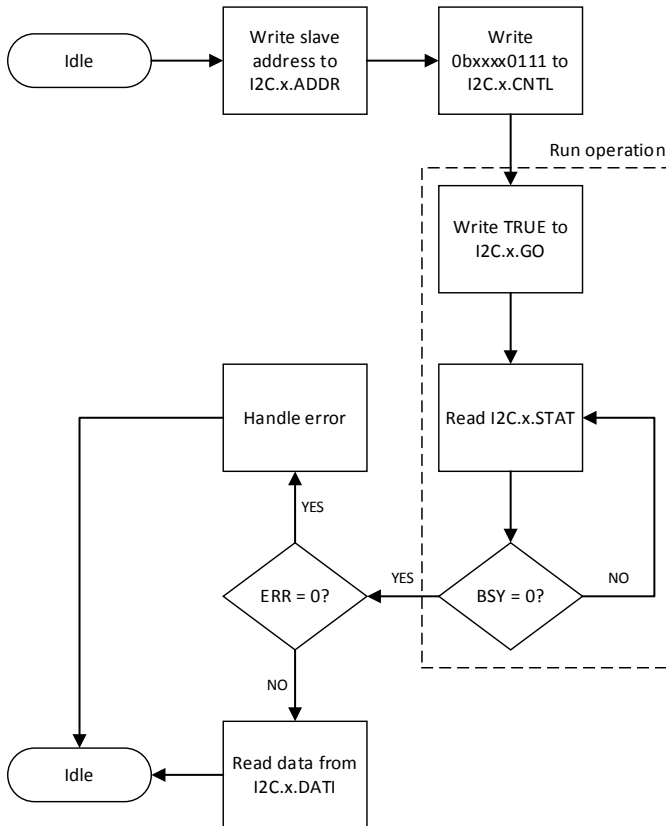 Idle
Write slave
address to
I2C.x.ADDR
Write
0bxxxx0111 to
I2C.x.CNTL
Run operation
Write TRUE to
I2C.x.GO
Handle error
Read I2C.x.STAT
YES
ERR = 0?
YES
BSY = 0?
NO
NO
Idle
Read data from
I2C.x.DATI